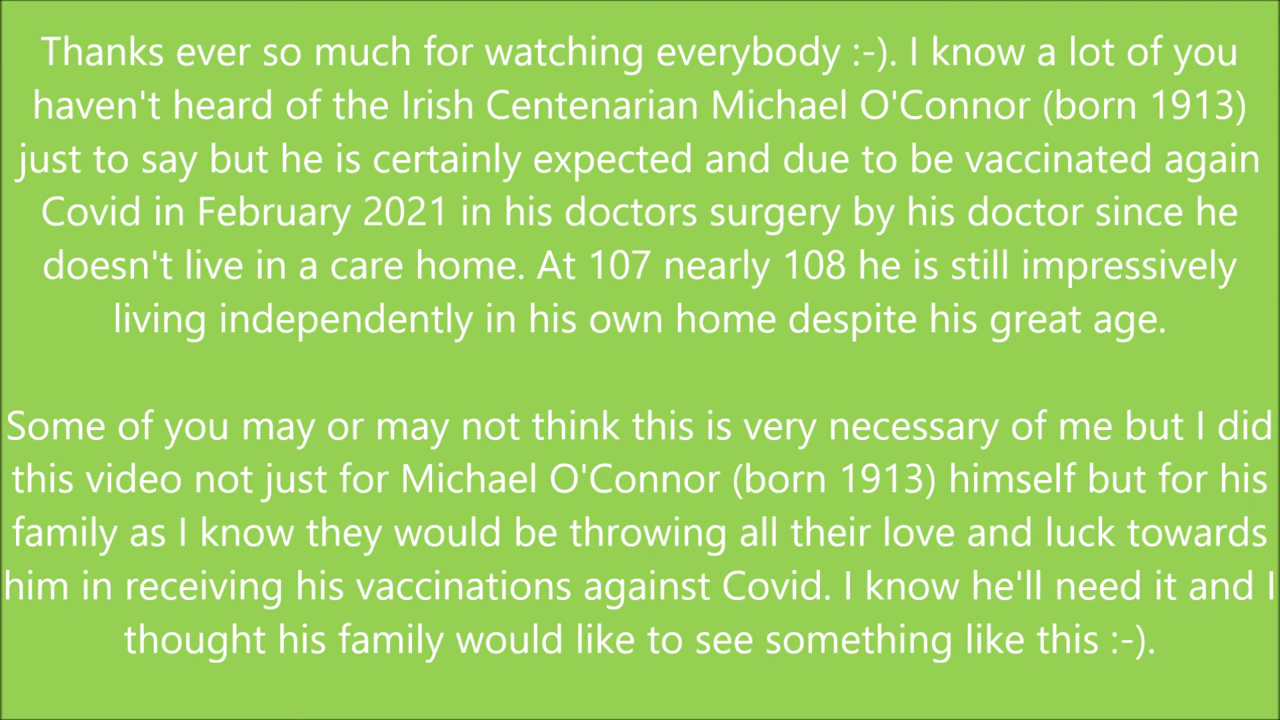 Thanks ever so much for watching everybody :-). I know a lot of you
haven't heard of the Irish Centenarian Michael O'Connor (born 1913)
just to say but he is certainly expected and due to be vaccinated again
Covid in February 2021 in his doctors surgery by his doctor since he
doesn't live in a care home. At 107 nearly 108 he is still impressively
living independently in his own home despite his great age.
Some of you may or may not think this is very necessary of me but I did
this video not just for Michael O'Connor (born 1913) himself but for his
family as I know they would be throwing all their love and luck towards
him in receiving his vaccinations against Covid. I know he'll need it and I
thought his family would like to see something like this :-).